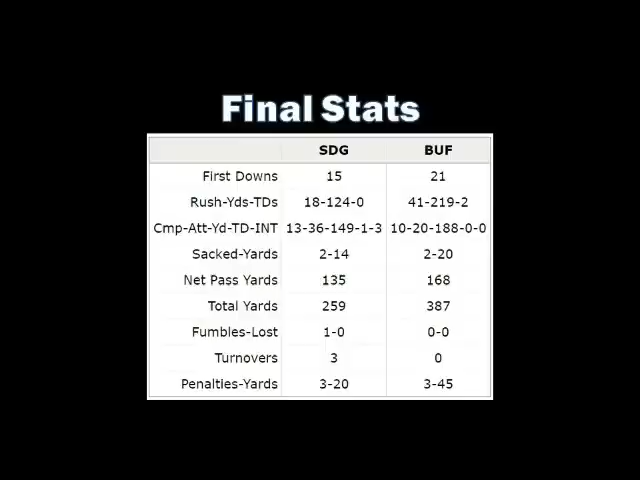 Final Stats
SDG BUF
First Downs 15 21
Rush-Yds-TDs 18-124-0 41-219-2
Cmp-Att-Yd-TD-INT 13-36-149-1-3 10-20-188-0-0
Sacked-Yards 2-14 2-20
Net Pass Yards 135 168
Total Yards 259 387
Fumbles-Lost 1-0 0-0
Turnovers 3 0
Penalties-Yards 3-20 3-45